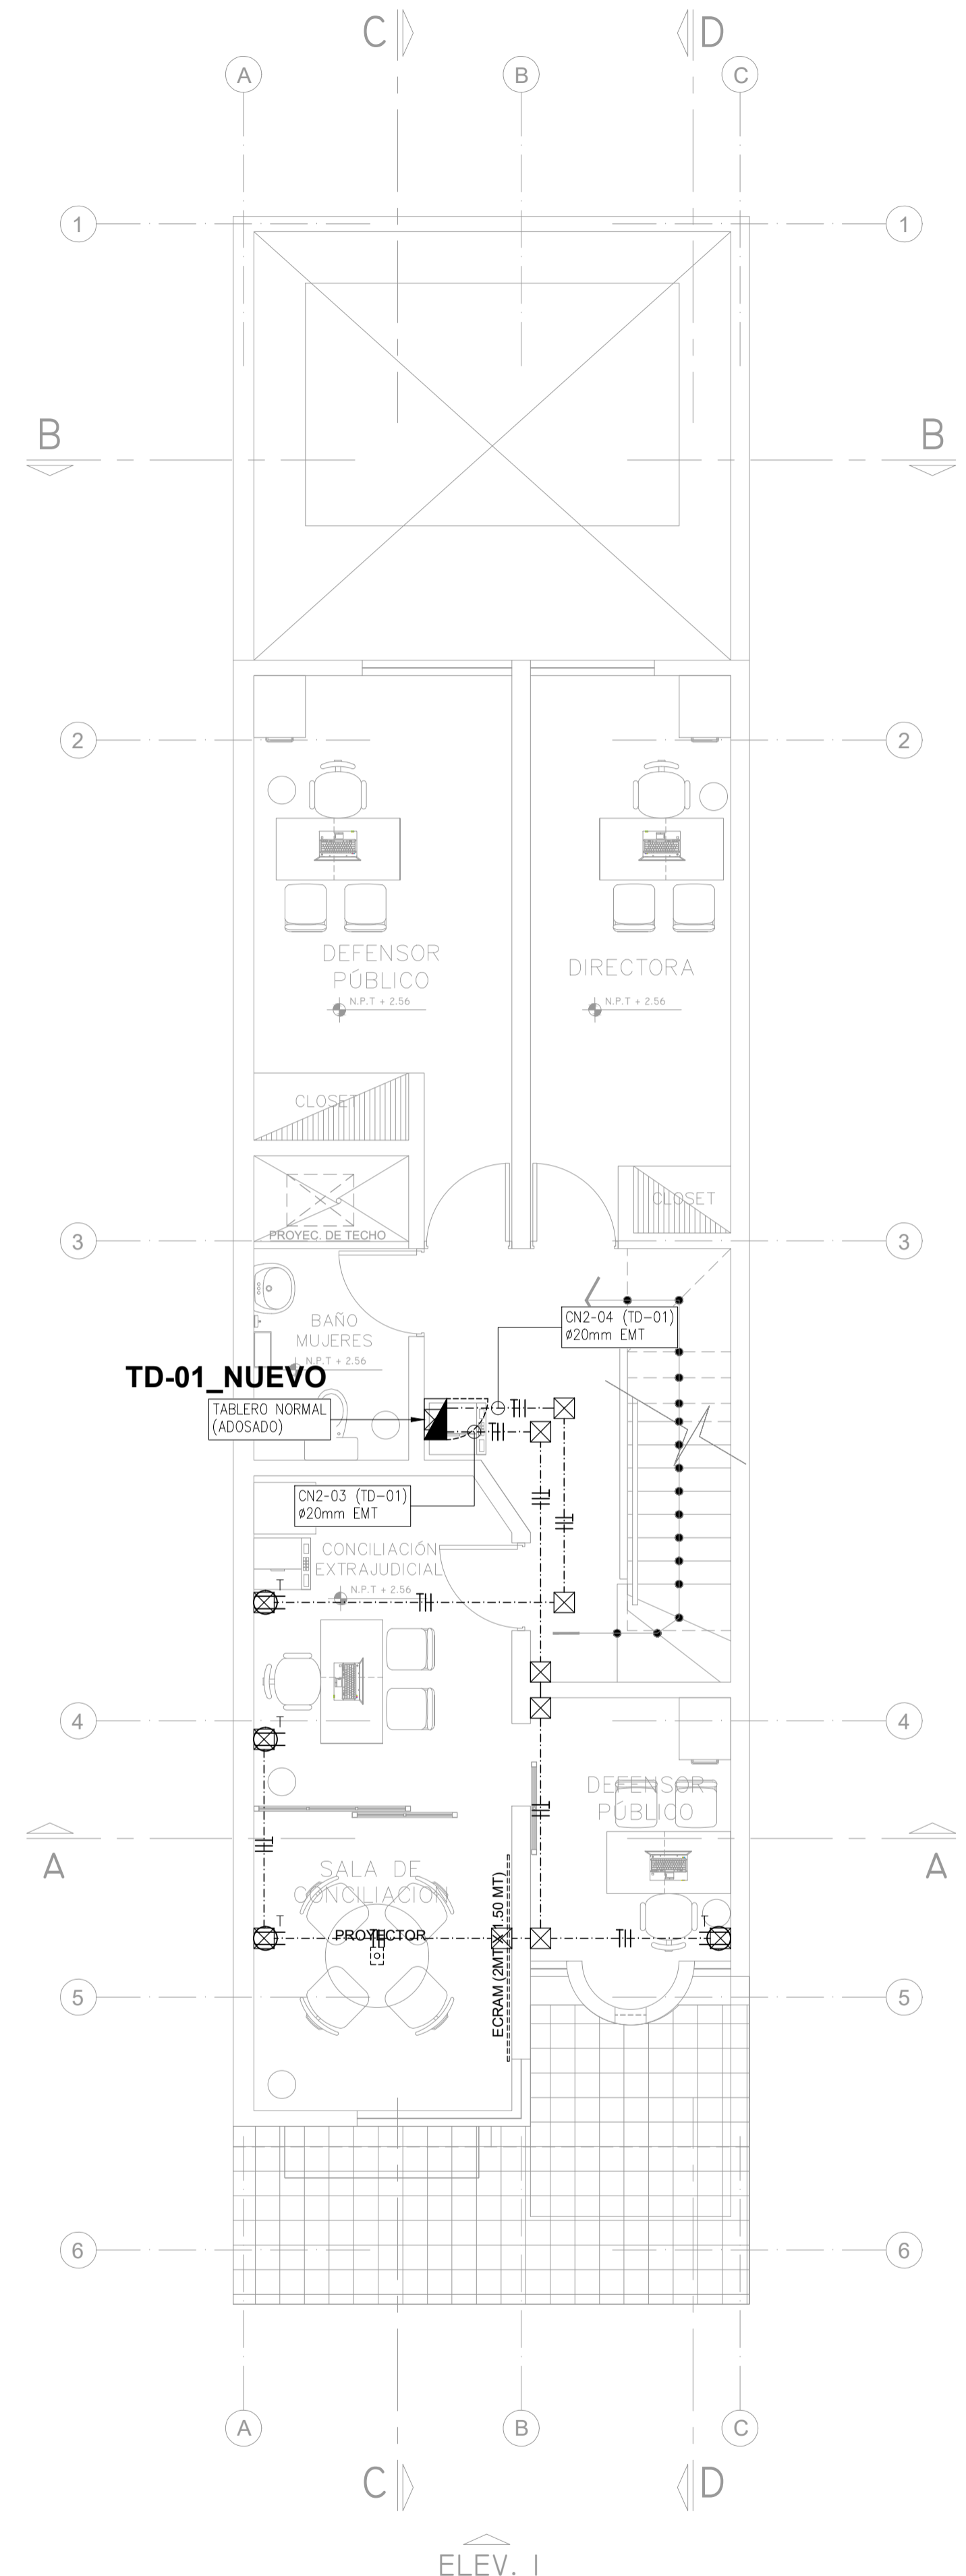 C
D
A
B
C
1
1
B
B
2
2
DEFENSOR
PÚBLICO
N.P.T + 2.56
DIRECTORA
N.P.T + 2.56
CLOSET
CLOSET
PROYEC. DE TECHO
3
3
BAÑO
MUJERES
N.P.T + 2.56
CN2-04 (TD-01)
ø20mm EMT
TD-01_NUEVO
TABLERO NORMAL
(ADOSADO)
CN2-03 (TD-01)
ø20mm EMT
CONCILIACIÓN
EXTRAJUDICIAL
N.P.T + 2.56
T
4
4
T
DEFENSOR
PÚBLICO
A
A
SALA DE
CONCILIACIÓN
PROYECTOR
ECRAM (2MT X 1.50 MT)
T
T
5
5
6
6
A
B
C
C
D
ELEV. 1